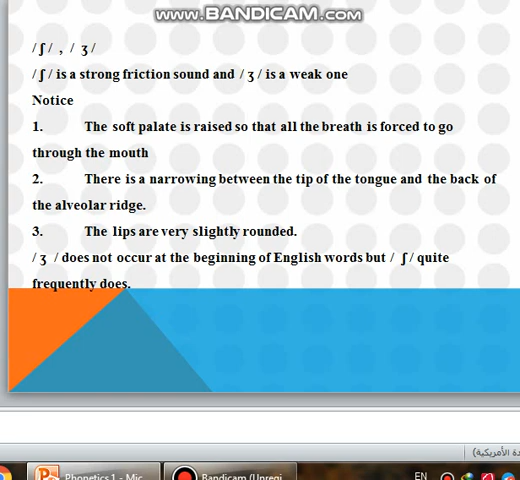 www.BANDICAM.com
/ ʃ / , / ʒ /
/ ʃ / is a strong friction sound and / ʒ / is a weak one
Notice
1. The soft palate is raised so that all the breath is forced to go
through the mouth
2. There is a narrowing between the tip of the tongue and the back of
the alveolar ridge.
3. The lips are very slightly rounded.
/ ʒ / does not occur at the beginning of English words but / ʃ / quite
frequently does.
دة الأمريكية)
Phonetics 1 - Mic...
Bandicam (Unregi...
EN